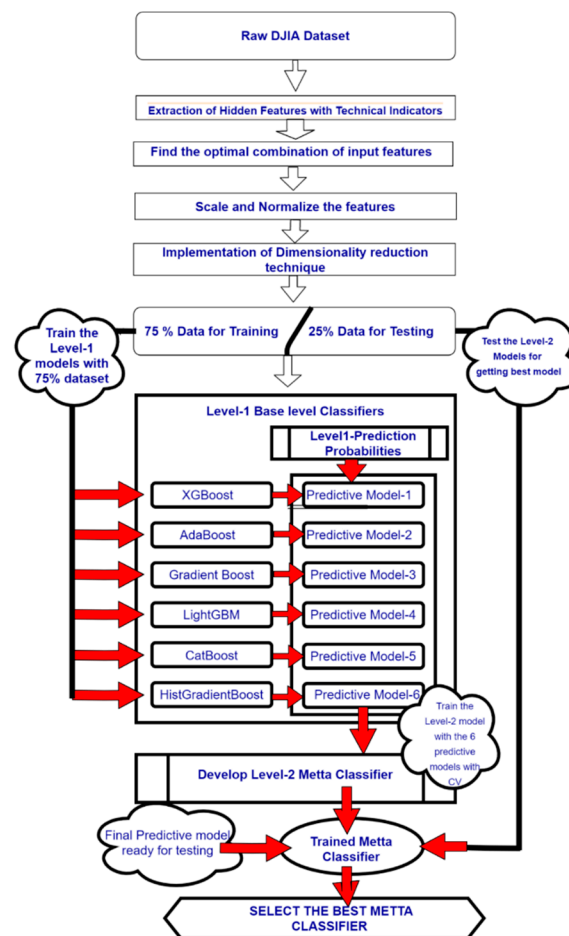 Raw DJIA Dataset
Extraction of Hidden Features with Technical Indicators
Find the optimal combination of input features
Scale and Normalize the features
Implementation of Dimensionality reduction
technique
Train the
Level-1
models with
75% dataset
75 % Data for Training
25% Data for Testing
Test the Level-2
Models for
getting best model
Level-1 Base level Classifiers
Level1-Prediction
Probabilities
XGBoost
Predictive Model-1
AdaBoost
Predictive Model-2
Gradient Boost
Predictive Model-3
LightGBM
Predictive Model-4
CatBoost
Predictive Model-5
HistGradientBoost
Predictive Model-6
Train the
Level-2 model
with the 6
predictive
models with
CV
Develop Level-2 Metta Classifier
Final Predictive model
ready for testing
Trained Metta
Classifier
SELECT THE BEST METTA
CLASSIFIER